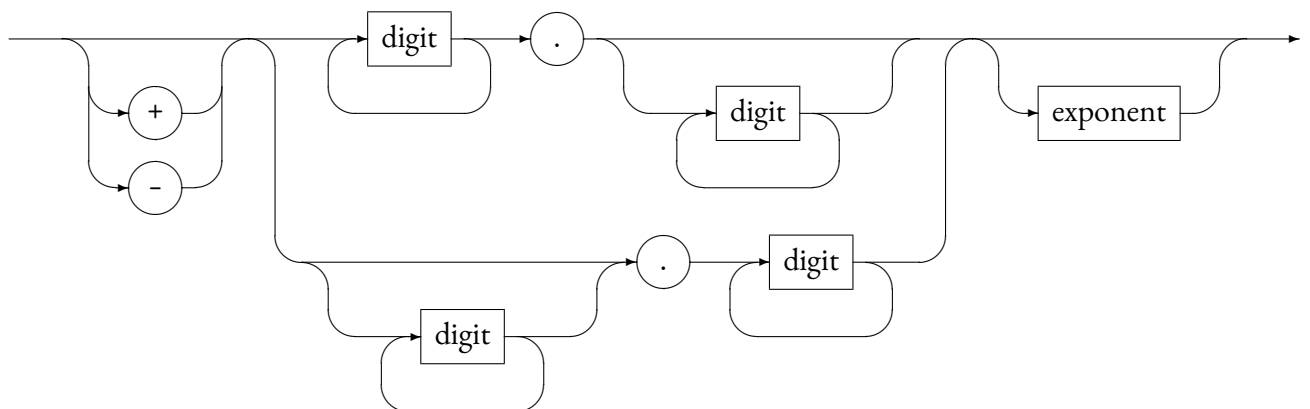 digit .
+ digit exponent
-
. digit
digit